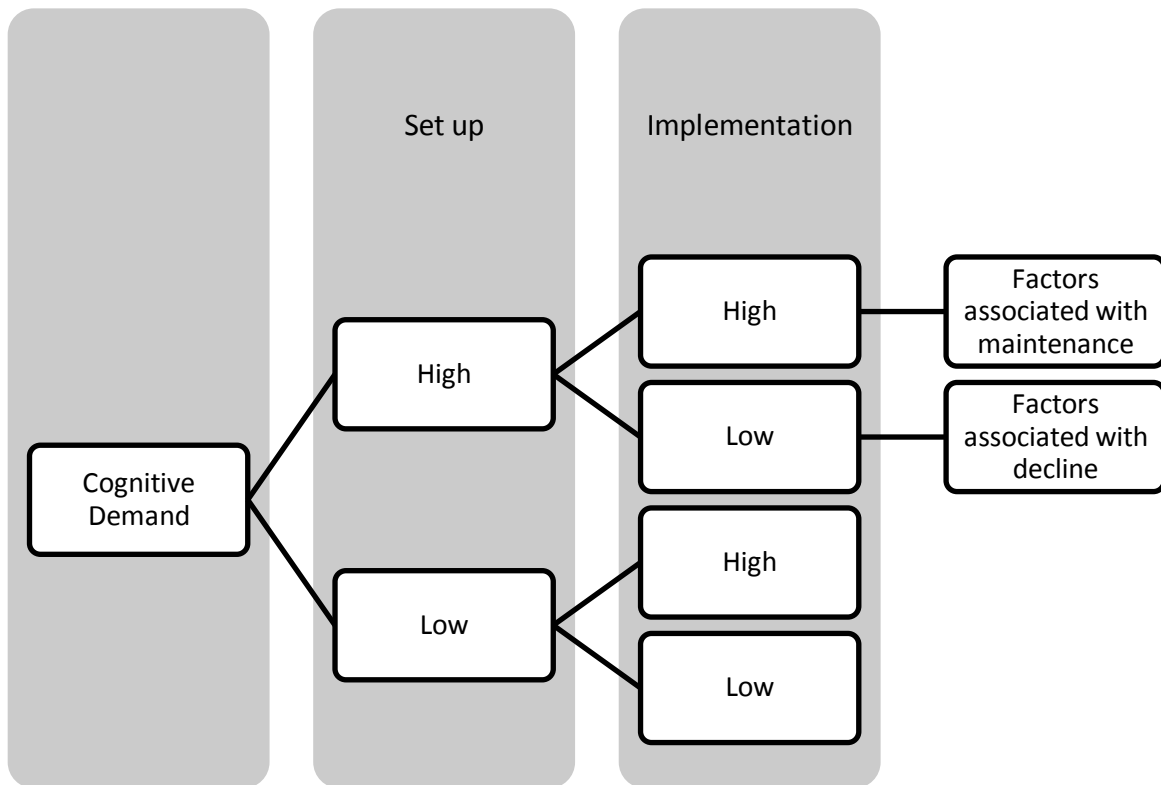 Set up
Implementation
Cognitive
Demand
High
Low
High
Low
High
Low
Factors
associated with
maintenance
Factors
associated with
decline